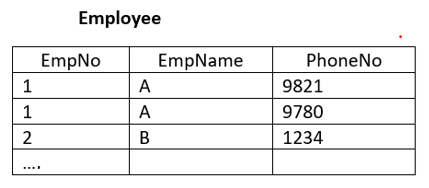 Employee
EmpNo EmpName PhoneNo
1 A 9821
1 A 9780
2 B 1234
….